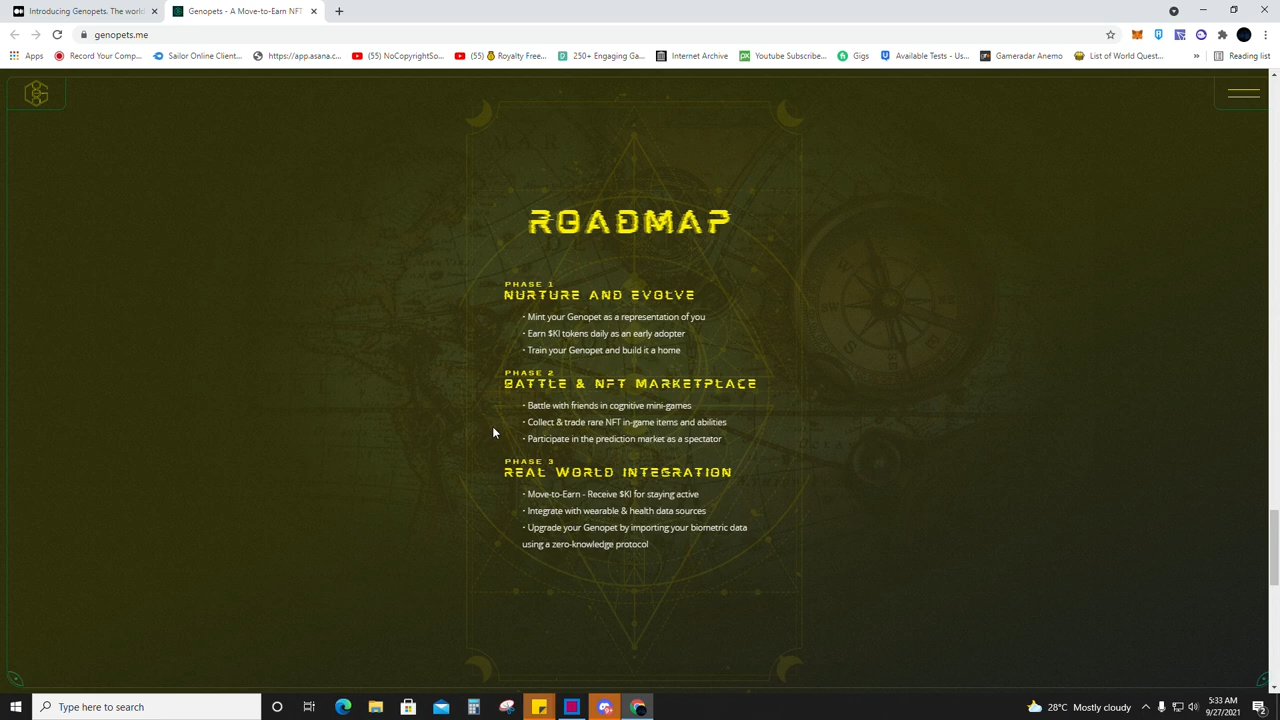 Introducing Genopets. The world
Genopets - A Move-to-Earn NFT
genopets.me
Apps
Record Your Comp...
Sailor Online Client...
https://app.asana.c...
(55) NoCopyrightSo...
(55) Royalty Free...
250+ Engaging Ga...
Internet Archive
Youtube Subscribe...
Gigs
Available Tests - Us...
Gameradar Anemo
List of World Quest...
»
Reading list
ROADMAP
PHASE 1
NURTURE AND EVOLVE
· Mint your Genopet as a representation of you
· Earn $KI tokens daily as an early adopter
· Train your Genopet and build it a home
PHASE 2
BATTLE & NFT MARKETPLACE
· Battle with friends in cognitive mini-games
· Collect & trade rare NFT in-game items and abilities
· Participate in the prediction market as a spectator
PHASE 3
REAL WORLD INTEGRATION
· Move-to-Earn - Receive $KI for staying active
· Integrate with wearable & health data sources
· Upgrade your Genopet by importing your biometric data
using a zero-knowledge protocol
Type here to search
28°C Mostly cloudy
5:33 AM
9/27/2021